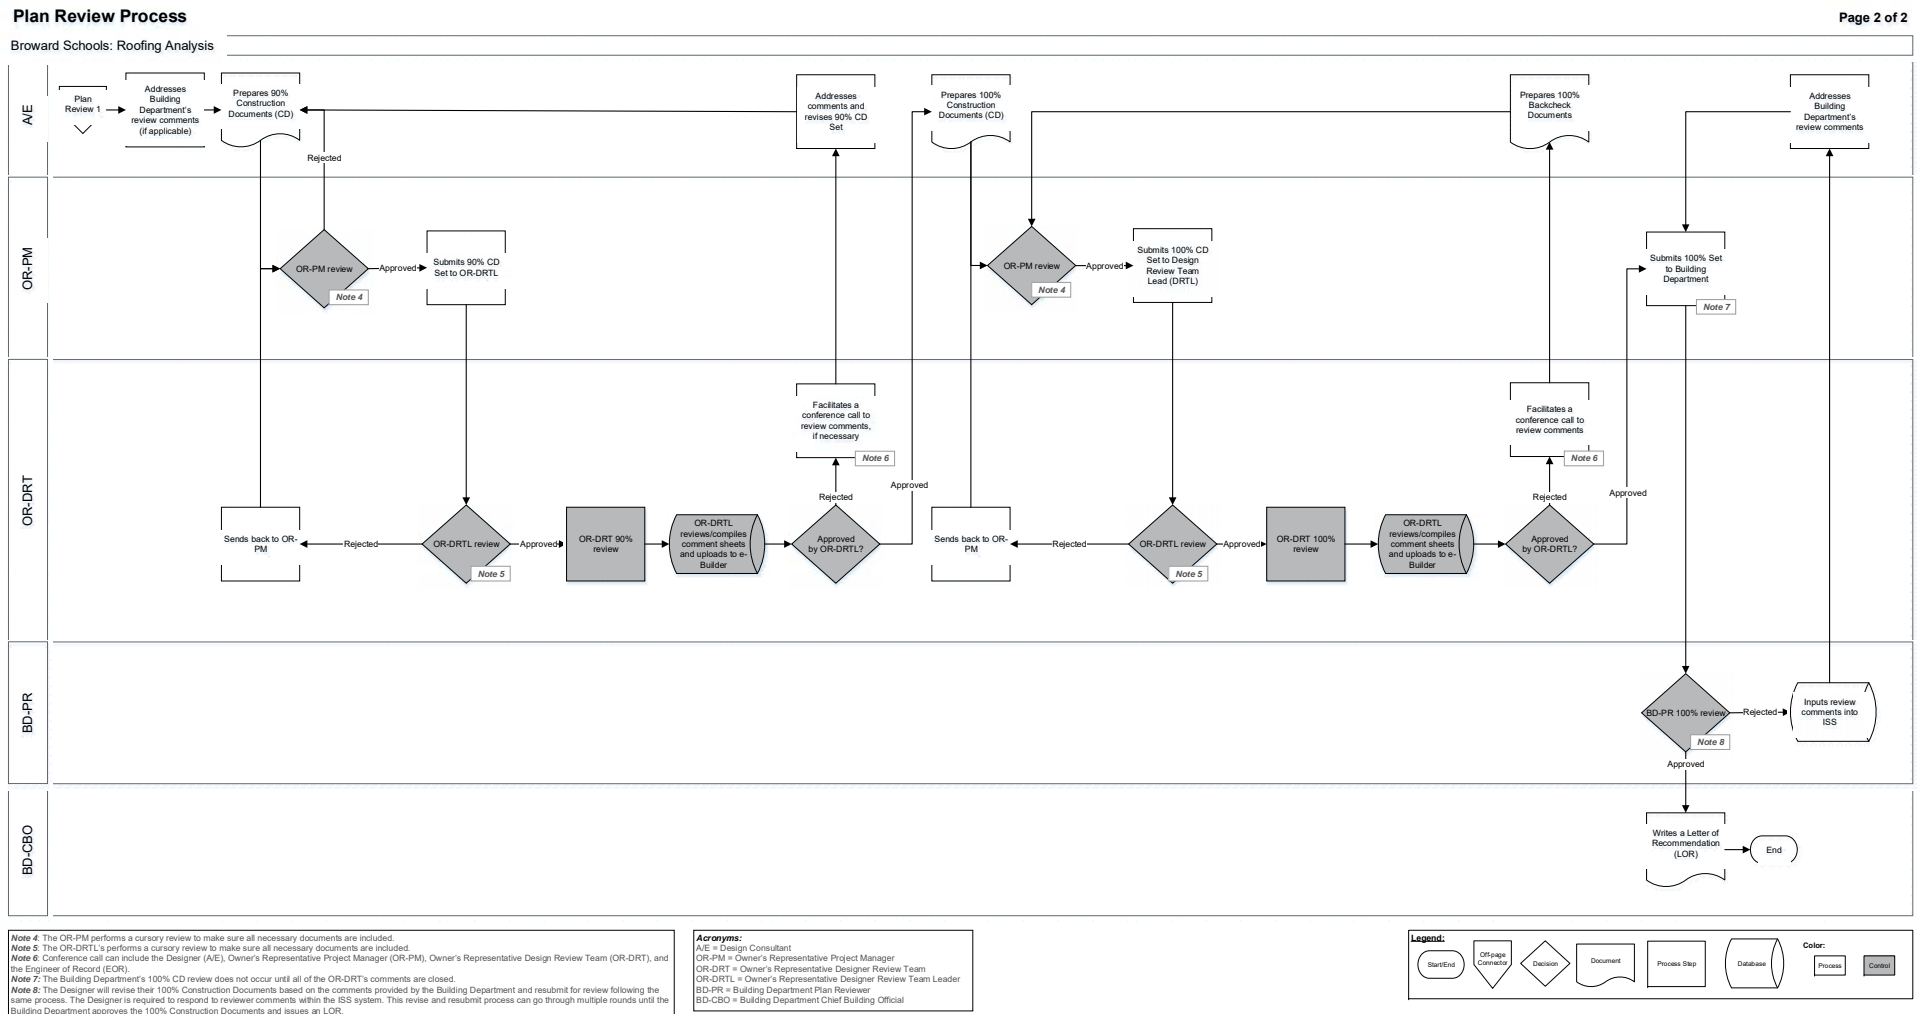 Plan Review Process
Page 2 of 2
Broward Schools: Roofing Analysis
A/E
Plan
Review 1
Addresses
Building
Department's
review comments
(if applicable)
Prepares 90%
Construction
Documents (CD)
Rejected
Addresses
comments and
revises 90% CD
Set
Prepares 100%
Construction
Documents (CD)
Prepares 100%
Backcheck
Documents
Addresses
Building
Department's
review comments
OR-PM
OR-PM review
Note 4
Approved
Submits 90% CD
Set to OR-DRTL
OR-PM review
Note 4
Approved
Submits 100% CD
Set to Design
Review Team
Lead (DRTL)
Submits 100% Set
to Building
Department
Note 7
OR-DRT
Sends back to OR-
PM
Rejected
OR-DRTL review
Note 5
Approved
OR-DRT 90%
review
OR-DRTL
reviews/compiles
comment sheets
and uploads to e-
Builder
Approved
by OR-DRTL?
Rejected
Facilitates a
conference call to
review comments,
if necessary
Note 6
Approved
Sends back to OR-
PM
Rejected
OR-DRTL review
Note 5
Approved
OR-DRT 100%
review
OR-DRTL
reviews/compiles
comment sheets
and uploads to e-
Builder
Approved
by OR-DRTL?
Rejected
Facilitates a
conference call to
review comments
Note 6
Approved
BD-PR
BD-PR 100% review
Note 8
Rejected
Inputs review
comments into
ISS
Approved
BD-CBO
Writes a Letter of
Recommendation
(LOR)
End
Note 4: The OR-PM performs a cursory review to make sure all necessary documents are included.
Note 5: The OR-DRTL's performs a cursory review to make sure all necessary documents are included.
Note 6: Conference call can include the Designer (A/E), Owner's Representative Project Manager (OR-PM), Owner's Representative Design Review Team (OR-DRT), and
the Engineer of Record (EOR).
Note 7: The Building Department's 100% CD review does not occur until all of the OR-DRT's comments are closed.
Note 8: The Designer will revise their 100% Construction Documents based on the comments provided by the Building Department and resubmit for review following the
same process. The Designer is required to respond to reviewer comments within the ISS system. This revise and resubmit process can go through multiple rounds until the
Building Department approves the 100% Construction Documents and issues an LOR.
Acronyms:
A/E = Design Consultant
OR-PM = Owner's Representative Project Manager
OR-DRT = Owner's Representative Designer Review Team
OR-DRTL = Owner's Representative Designer Review Team Leader
BD-PR = Building Department Plan Reviewer
BD-CBO = Building Department Chief Building Official
Legend:
Start/End
Off-page
Connector
Decision
Document
Process Step
Database
Color:
Process
Control